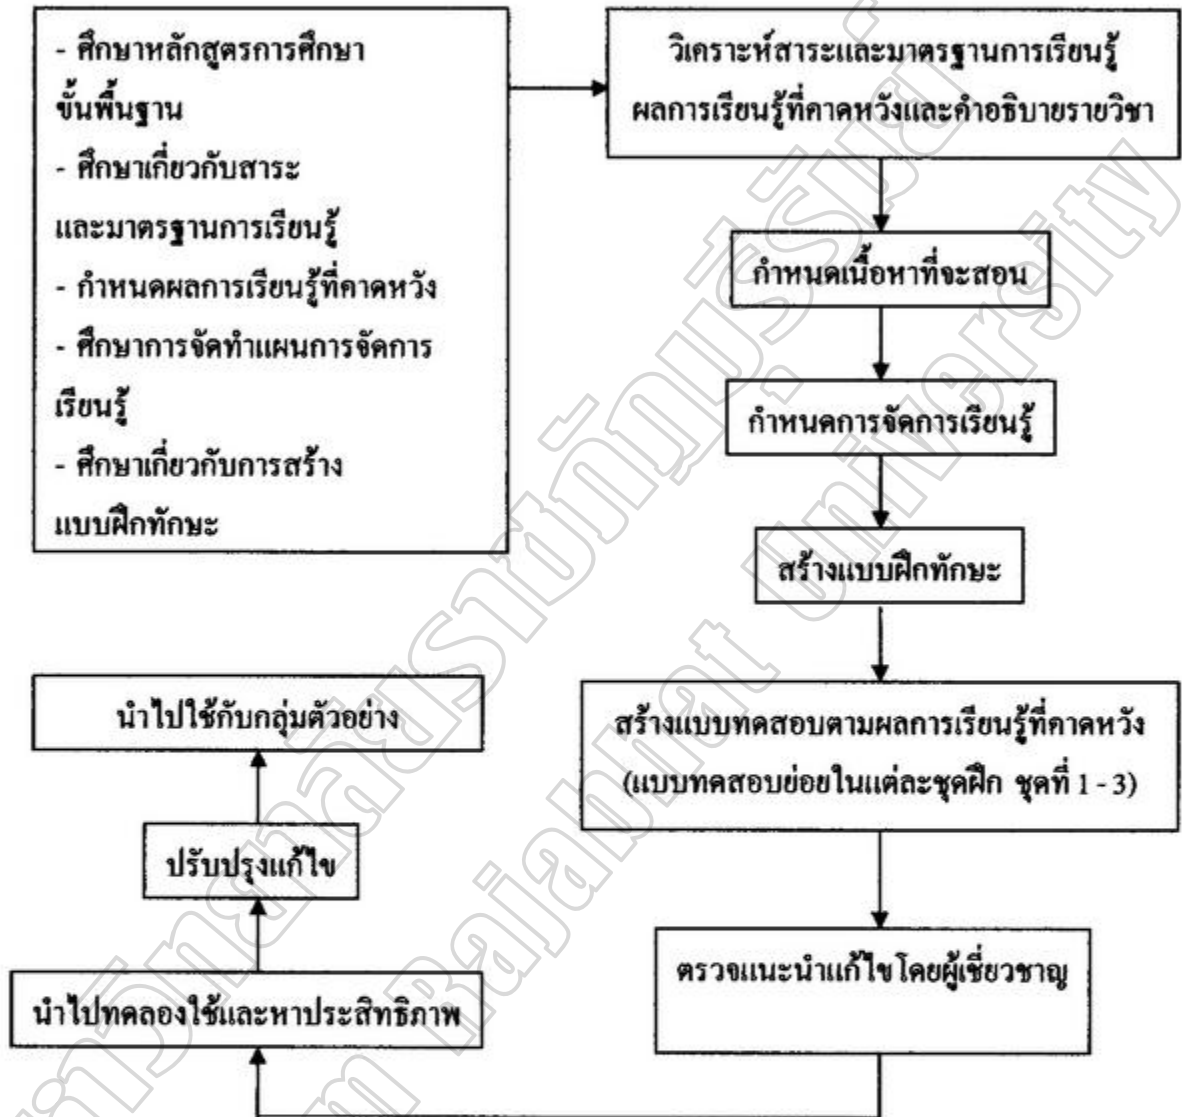 - ศึกษาหลักสูตรการศึกษา
ขั้นพื้นฐาน
- ศึกษาเกี่ยวกับสาระ
และมาตรฐานการเรียนรู้
- กำหนดผลการเรียนรู้ที่คาดหวัง
- ศึกษาการจัดทำแผนการจัดการ
เรียนรู้
- ศึกษาเกี่ยวกับการสร้าง
แบบฝึกทักษะ
วิเคราะห์สาระและมาตรฐานการเรียนรู้
ผลการเรียนรู้ที่คาดหวังและคำอธิบายรายวิชา
กำหนดเนื้อหาที่จะสอน
กำหนดการจัดการเรียนรู้
สร้างแบบฝึกทักษะ
สร้างแบบทดสอบตามผลการเรียนรู้ที่คาดหวัง
(แบบทดสอบย่อยในแต่ละชุดฝึก ชุดที่ 1 - 3)
ตรวจแนะนำแก้ไขโดยผู้เชี่ยวชาญ
นำไปทดลองใช้และหาประสิทธิภาพ
ปรับปรุงแก้ไข
นำไปใช้กับกลุ่มตัวอย่าง
Rajabhat University